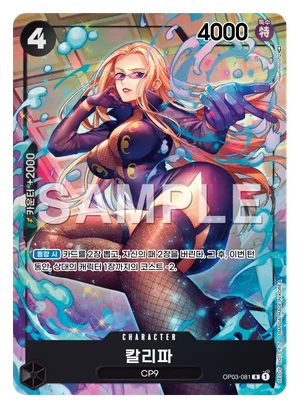 4
4000
특수
特
카운터 +2000
SAMPLE
등장 시 카드를 2장 뽑고, 자신의 패 2장을 버린다. 그 후, 이번 턴
동안, 상대의 캐릭터 1장까지의 코스트 -2.
CHARACTER
칼리파
CP9
OP03-081 R
1